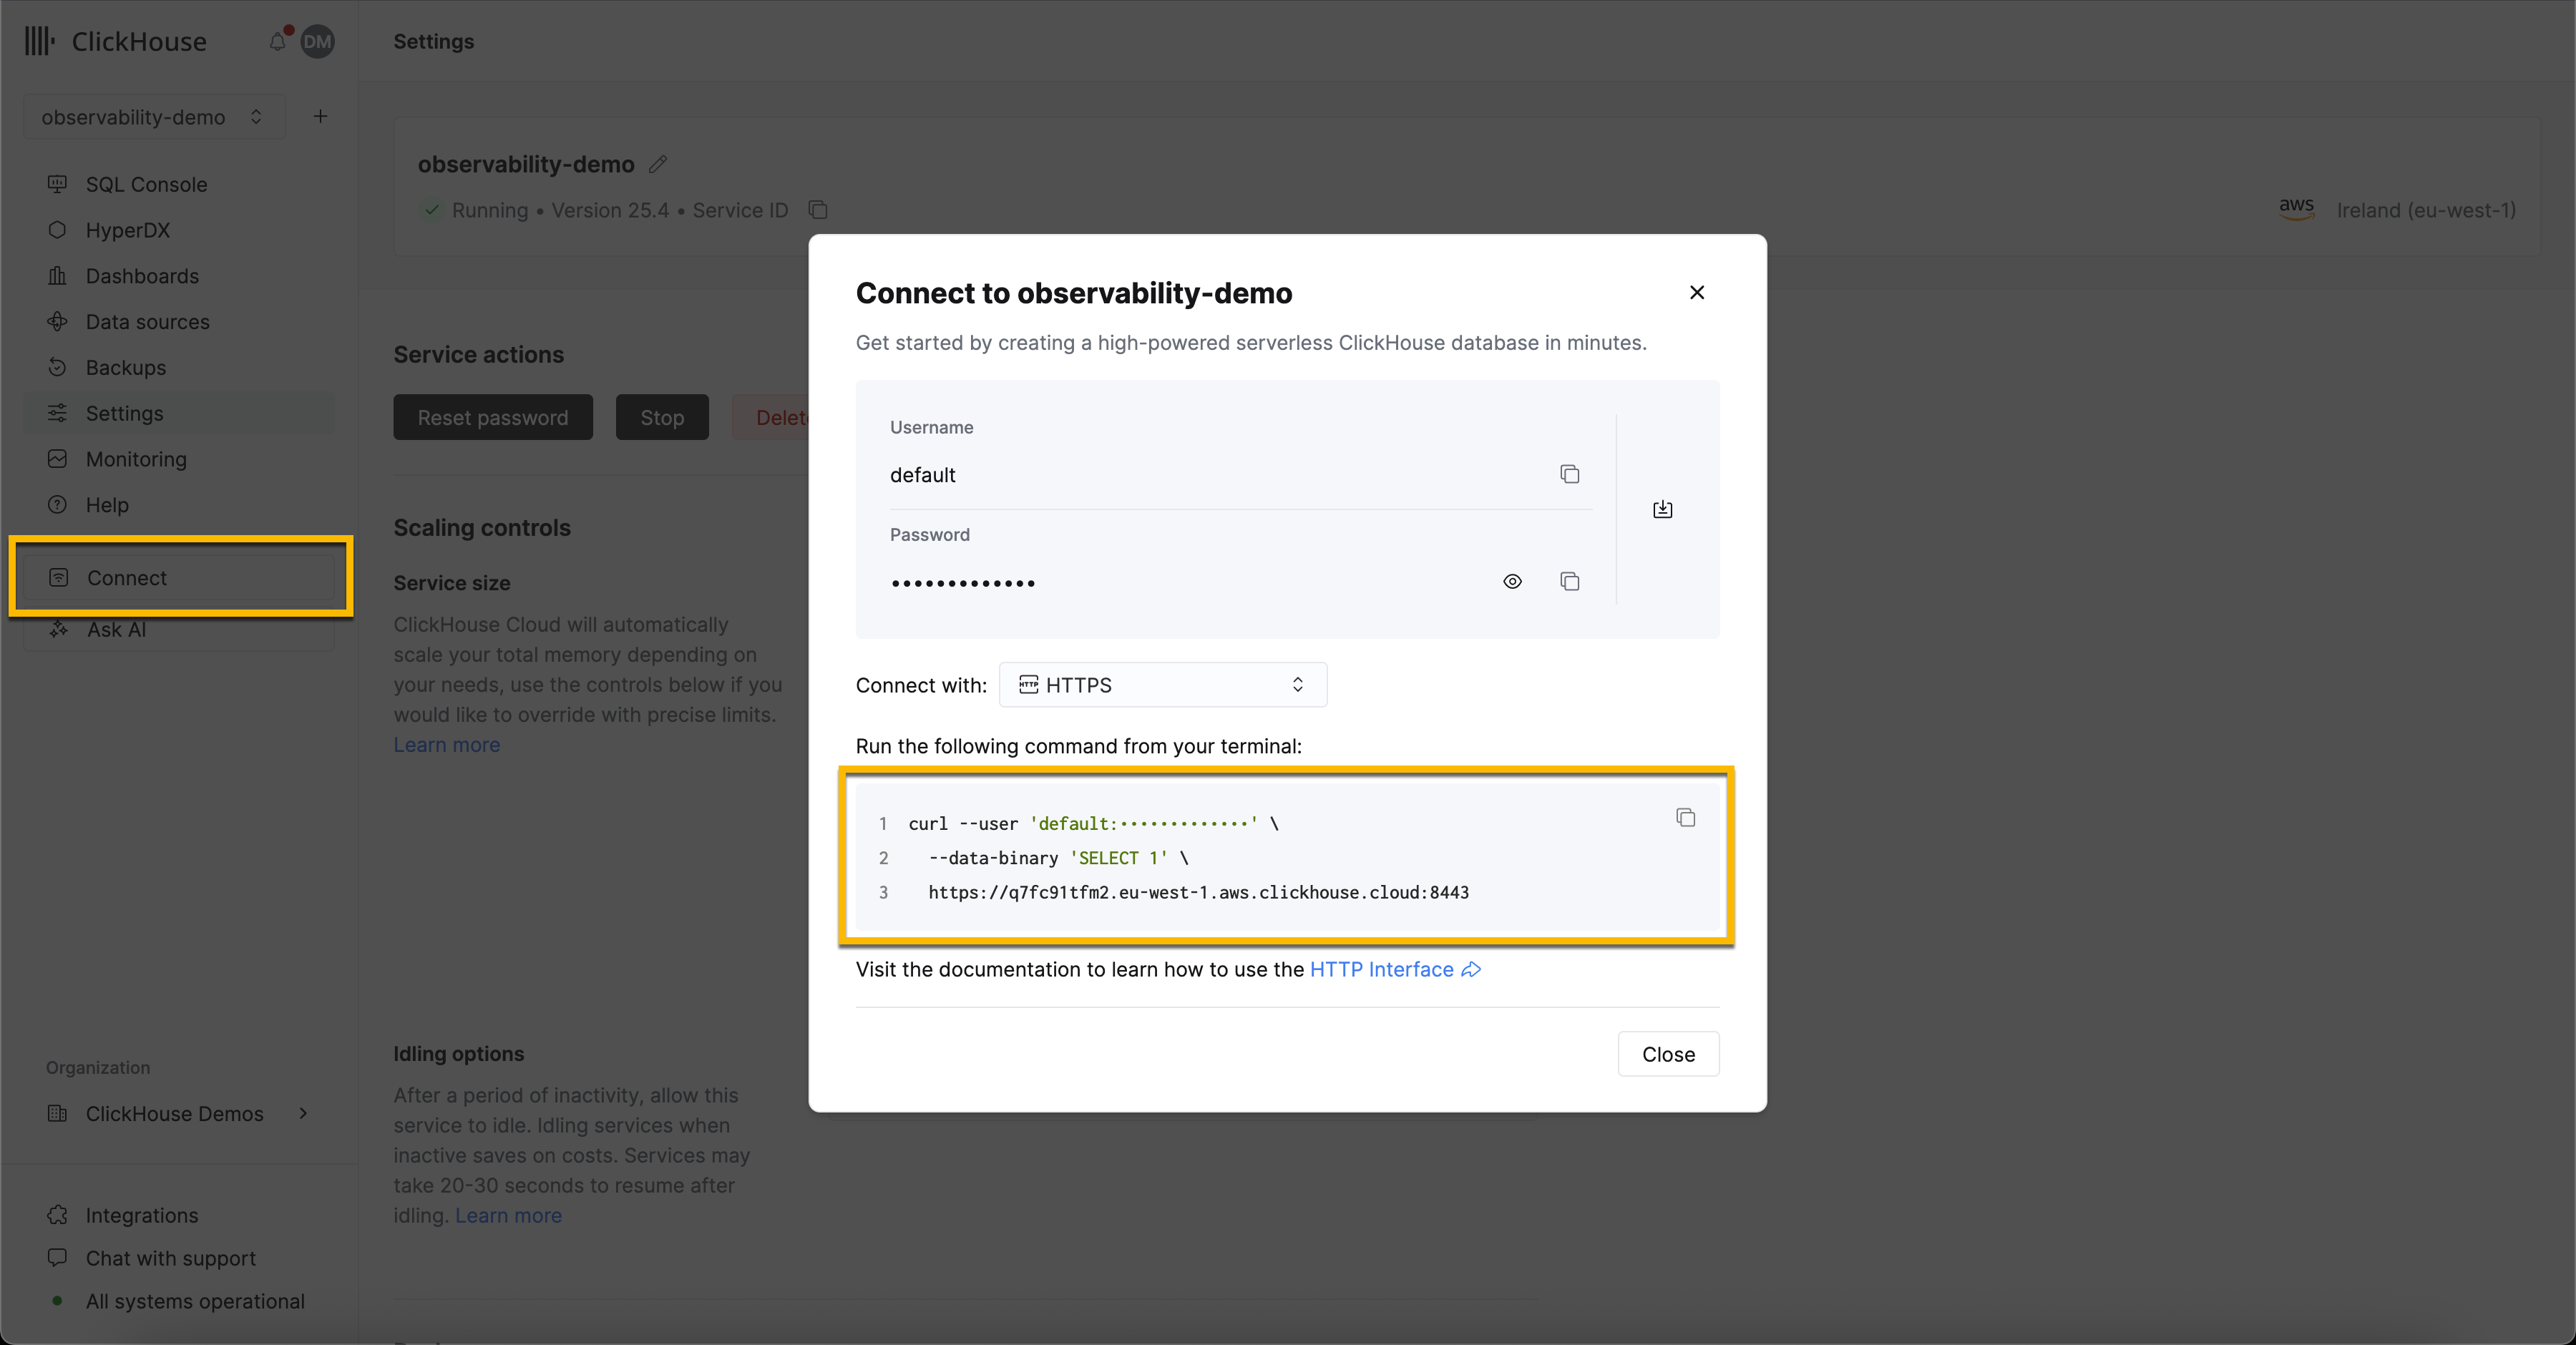 ClickHouse
DM
observability-demo
SQL Console
HyperDX
Dashboards
Data sources
Backups
Settings
Monitoring
Help
Connect
Ask AI
Organization
ClickHouse Demos
Integrations
Chat with support
All systems operational
Settings
observability-demo
Running • Version 25.4 • Service ID
aws Ireland (eu-west-1)
Service actions
Reset password
Stop
Scaling controls
Service size
ClickHouse Cloud will automatically
scale your total memory depending on
your needs, use the controls below if you
would like to override with precise limits.
Learn more
Idling options
After a period of inactivity, allow this
service to idle. Idling services when
inactive saves on costs. Services may
take 20-30 seconds to resume after
idling. Learn more
Connect to observability-demo
Get started by creating a high-powered serverless ClickHouse database in minutes.
Username
default
Password
•••••••••••••
Connect with: HTTP HTTPS
Run the following command from your terminal:
1 curl --user 'default:•••••••••••••' \
2 --data-binary 'SELECT 1' \
3 https://q7fc91tfm2.eu-west-1.aws.clickhouse.cloud:8443
Visit the documentation to learn how to use the HTTP Interface
Close